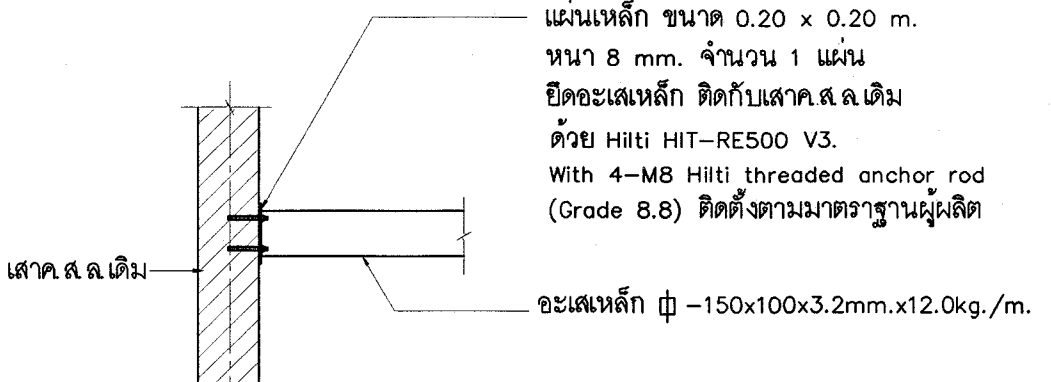 แผ่นเหล็ก ขนาด 0.20 x 0.20 m.
หนา 8 mm. จำนวน 1 แผ่น
ยึดอะเสเหล็ก ติดกับเสาค.ส.ล.เดิม
ด้วย Hilti HIT-RE500 V3.
With 4-M8 Hilti threaded anchor rod
(Grade 8.8) ติดตั้งตามมาตราฐานผู้ผลิต
เสาค.ส.ล.เดิม
อะเสเหล็ก -150x100x3.2mm.x12.0kg./m.